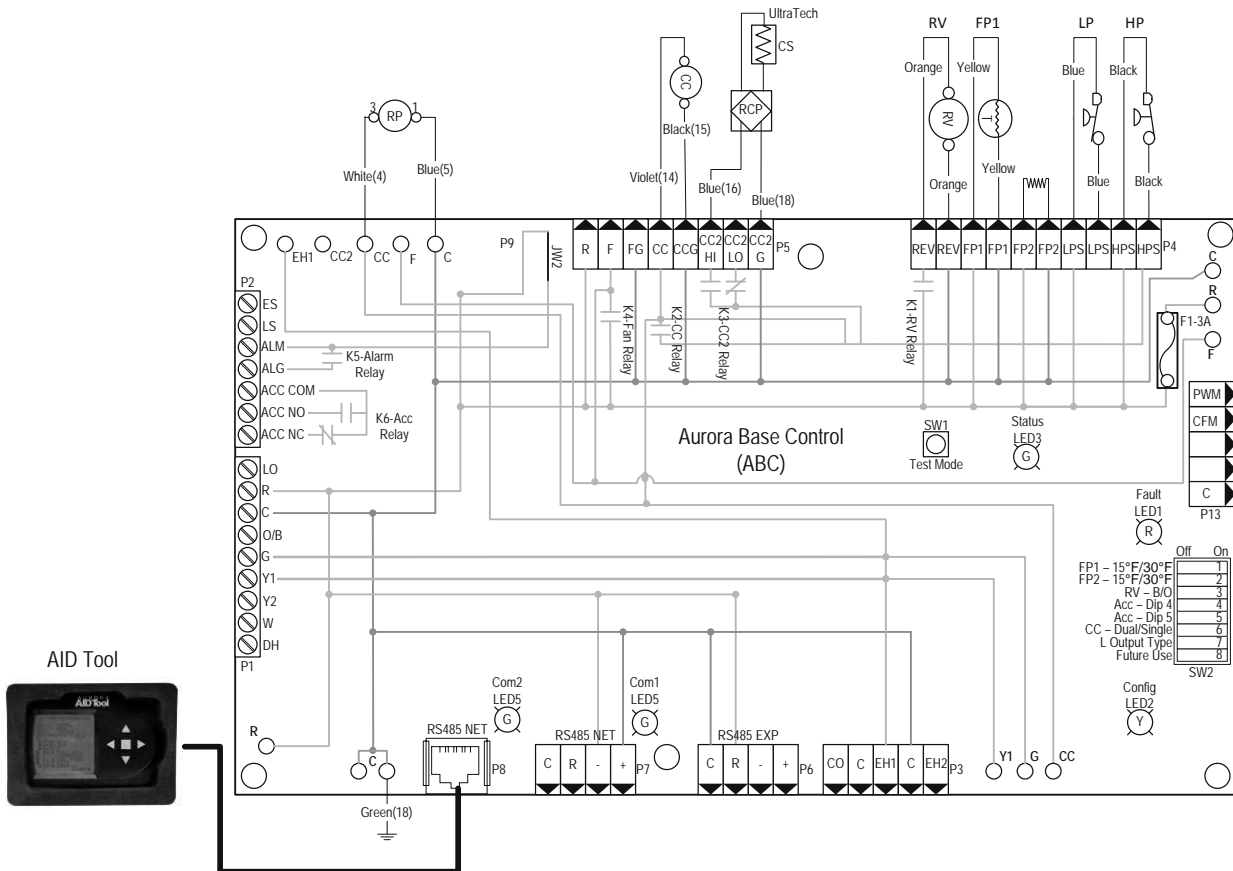 UltraTech
CS
RV
FP1
LP
HP
Orange
Yellow
Blue
Black
CC
RCP
RV
T
3
RP
1
Black(15)
White(4)
Blue(5)
Violet(14)
Blue(16)
Blue(18)
Orange
Yellow
Blue
Black
EH1
CC2
CC
F
C
P9
JW2
R
F
FG
CC
CCG
CC2 HI
CC2 LO
CC2 G
P5
REV
REV
FP1
FP1
FP2
FP2
LPS
LPS
HPS
HPS
P4
C
R
F1-3A
F
P2
ES
LS
ALM
ALG
ACC COM
ACC NO
ACC NC
K5-Alarm
Relay
K6-Acc
Relay
K4-Fan Relay
K2-CC Relay
K3-CC2 Relay
K1-RV Relay
Aurora Base Control
(ABC)
SW1
Test Mode
Status
LED3
G
PWM
CFM
C
P13
LO
R
C
O/B
G
Y1
Y2
W
DH
P1
Fault
LED1
R
Off On
FP1 – 15°F/30°F 1
FP2 – 15°F/30°F 2
RV – B/O 3
Acc – Dip 4 4
Acc – Dip 5 5
CC – Dual/Single 6
L Output Type 7
Future Use 8
SW2
Config
LED2
Y
AID Tool
AURORA
AID Tool
R
C
Green(18)
RS485 NET
P8
Com2
LED5
G
Com1
LED5
G
RS485 NET
C R - +
P7
RS485 EXP
C R - +
P6
CO C EH1 C EH2
P3
Y1
G
CC